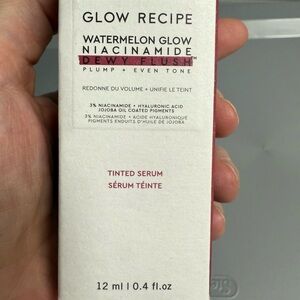 GLOW RECIPE
WATERMELON GLOW
NIACINAMIDE
DEWY FLUSH™
PLUMP + EVEN TONE
REDONNE DU VOLUME + UNIFIE LE TEINT
3% NIACINAMIDE + HYALURONIC ACID
JOJOBA OIL COATED PIGMENTS
3% NIACINAMIDE + ACIDE HYALURONIQUE
PIGMENTS ENDUITS D'HUILE DE JOJOBA
TINTED SERUM
SÉRUM TEINTÉ
12 ml | 0.4 fl.oz